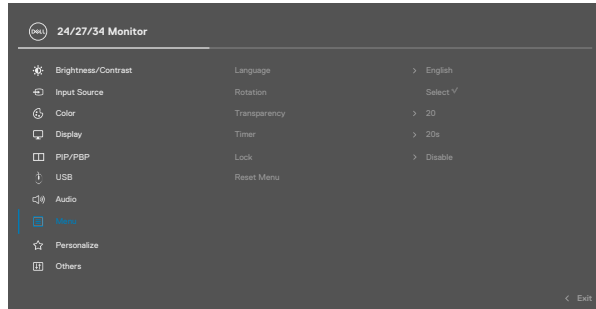 DELL 24/27/34 Monitor
Brightness/Contrast Language > English
Input Source Rotation Select √
Color Transparency > 20
Display Timer > 20s
PIP/PBP Lock > Disable
USB Reset Menu
Audio
Menu
Personalize
Others
< Exit